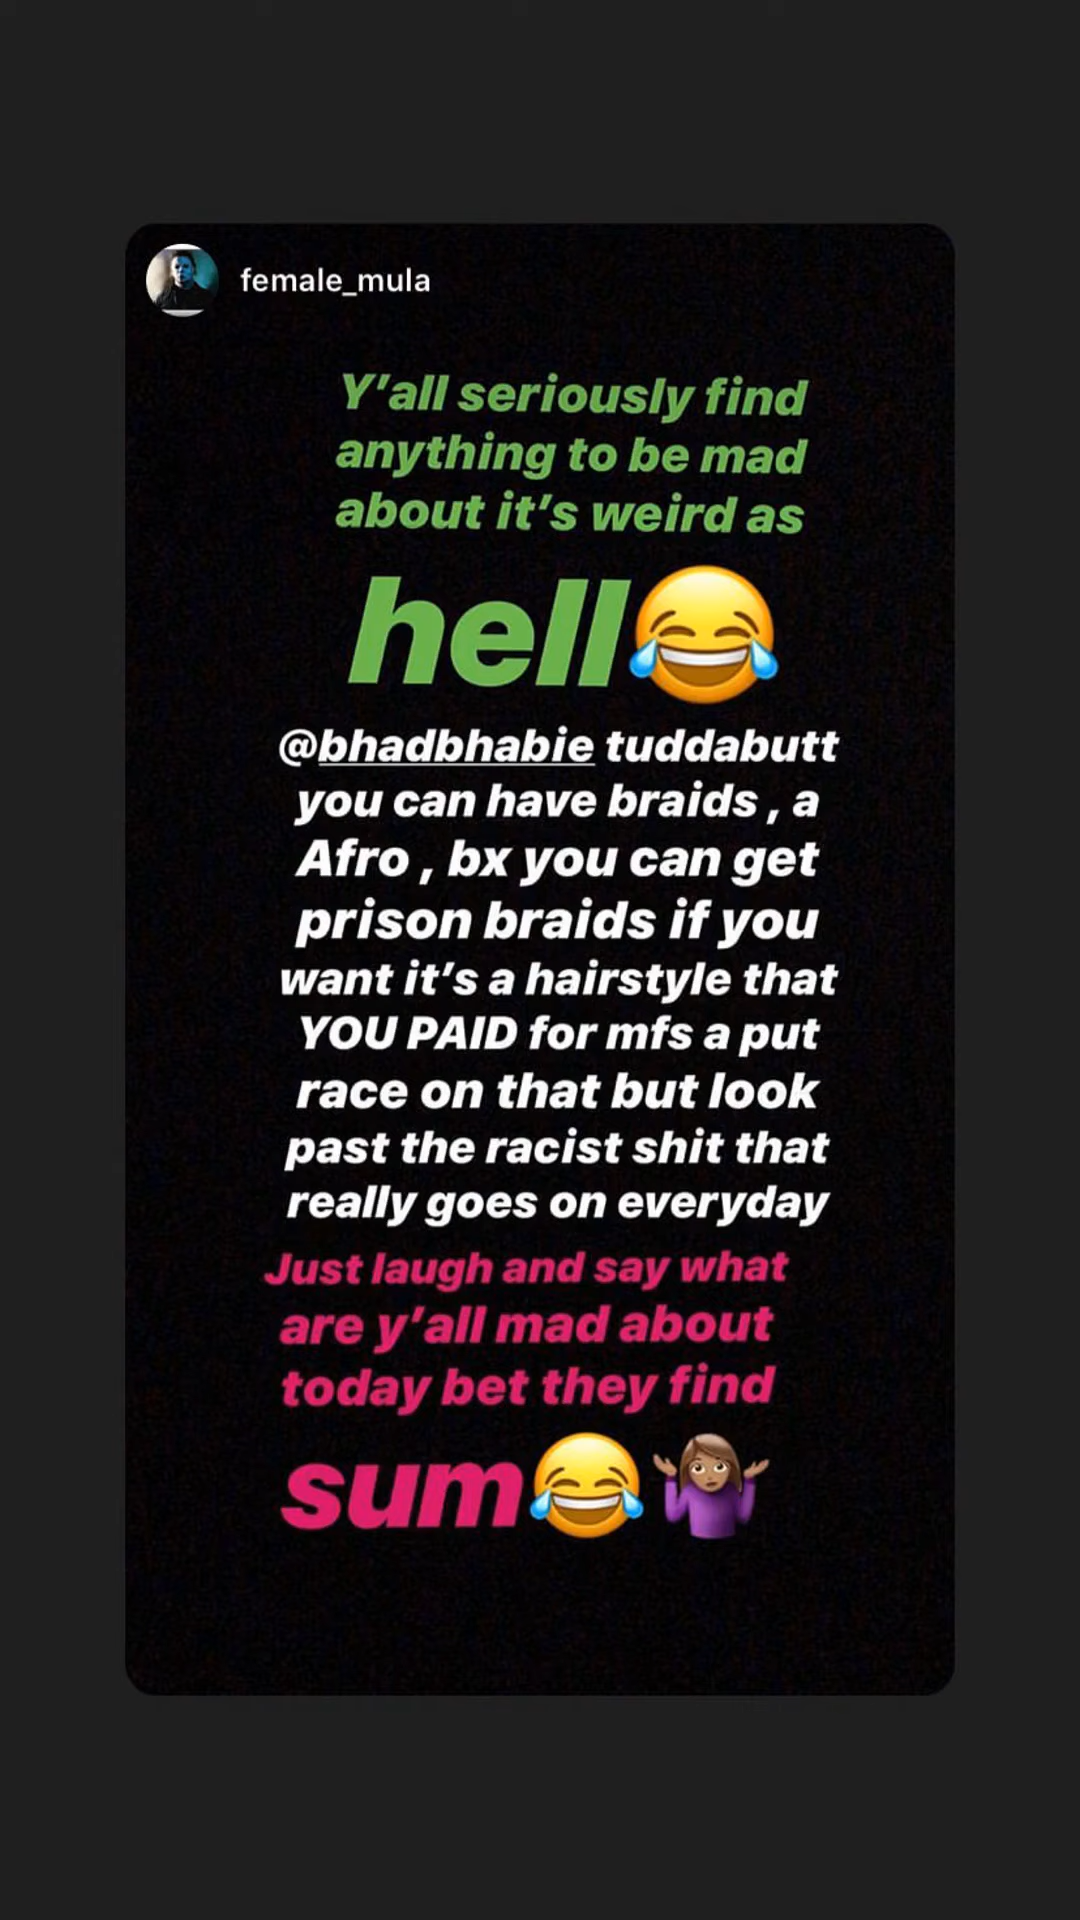 female_mula
Y'all seriously find
anything to be mad
about it's weird as
hell😂
@bhadbhabie tuddabutt
you can have braids , a
Afro , bx you can get
prison braids if you
want it's a hairstyle that
YOU PAID for mfs a put
race on that but look
past the racist shit that
really goes on everyday
Just laugh and say what
are y'all mad about
today bet they find
sum😂🤷🏽‍♀️